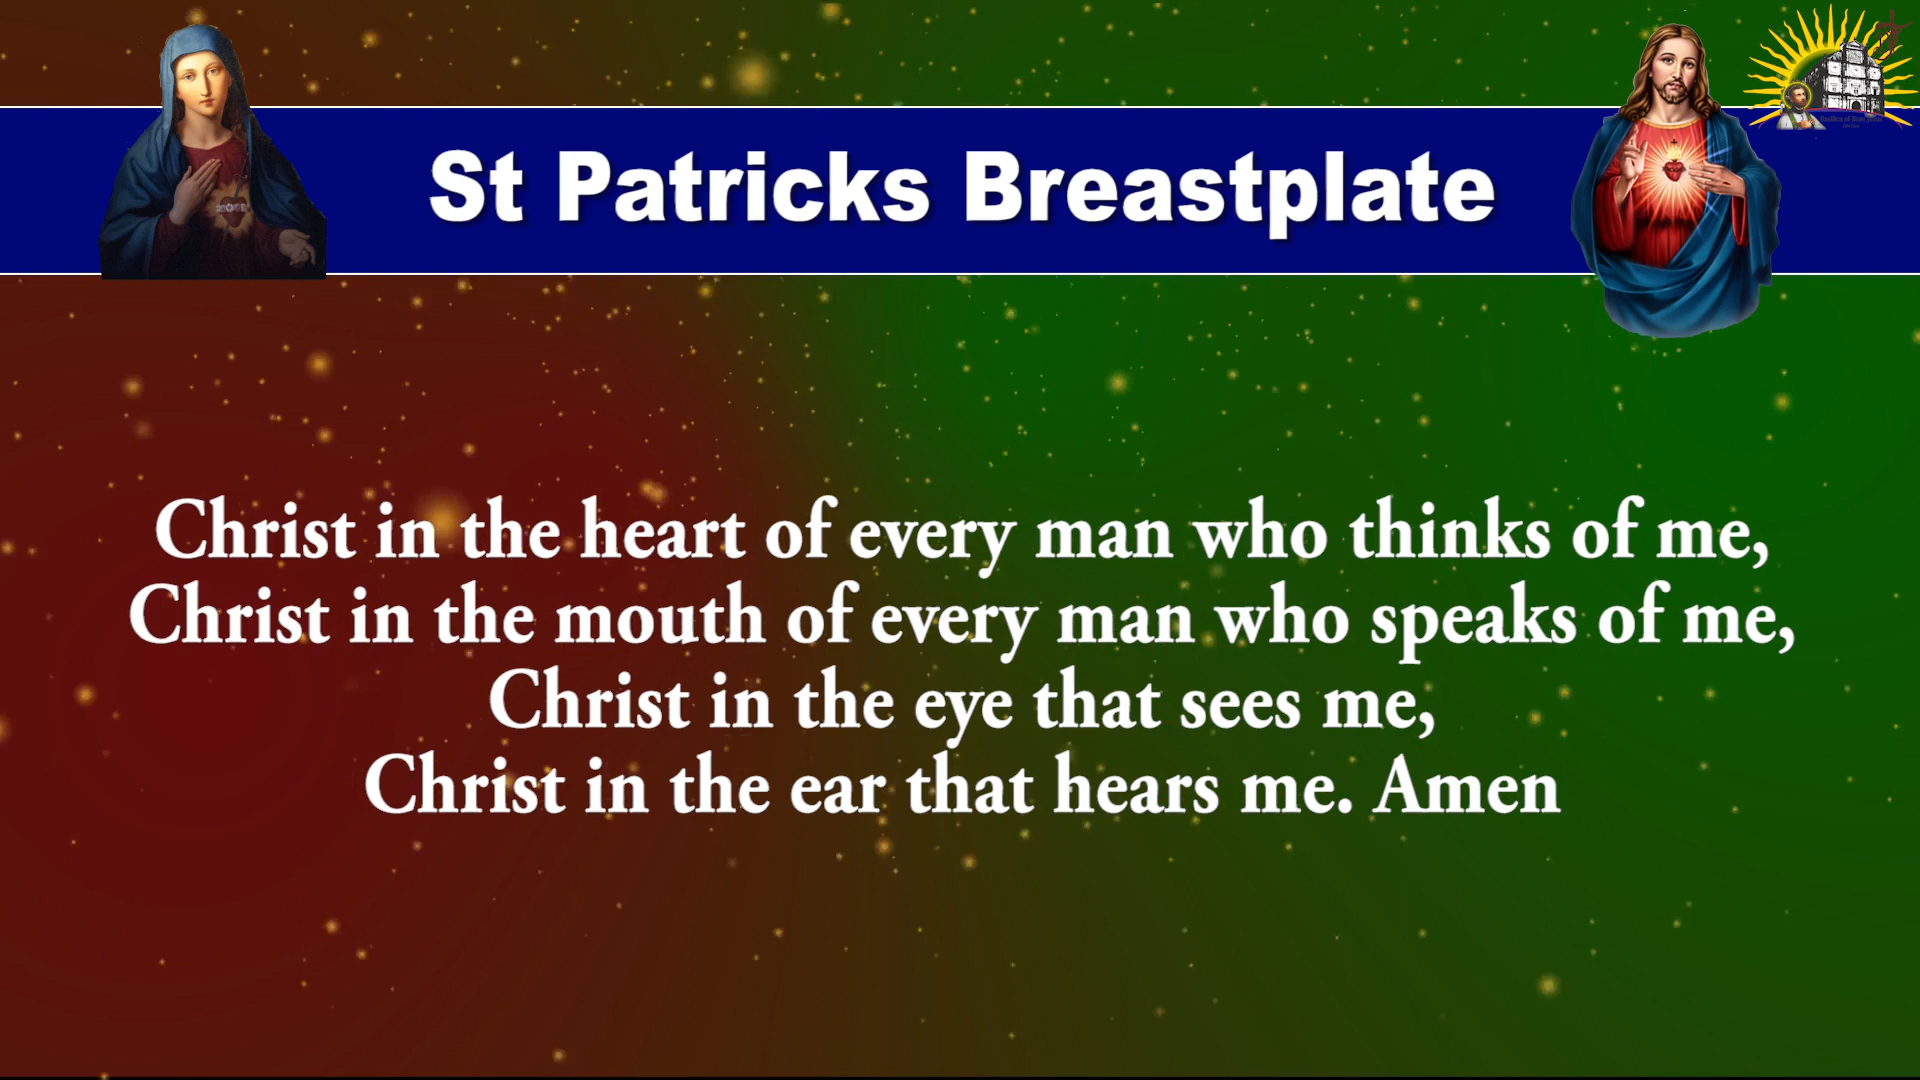 St Patricks Breastplate
Christ in the heart of every man who thinks of me,
Christ in the mouth of every man who speaks of me,
Christ in the eye that sees me,
Christ in the ear that hears me. Amen